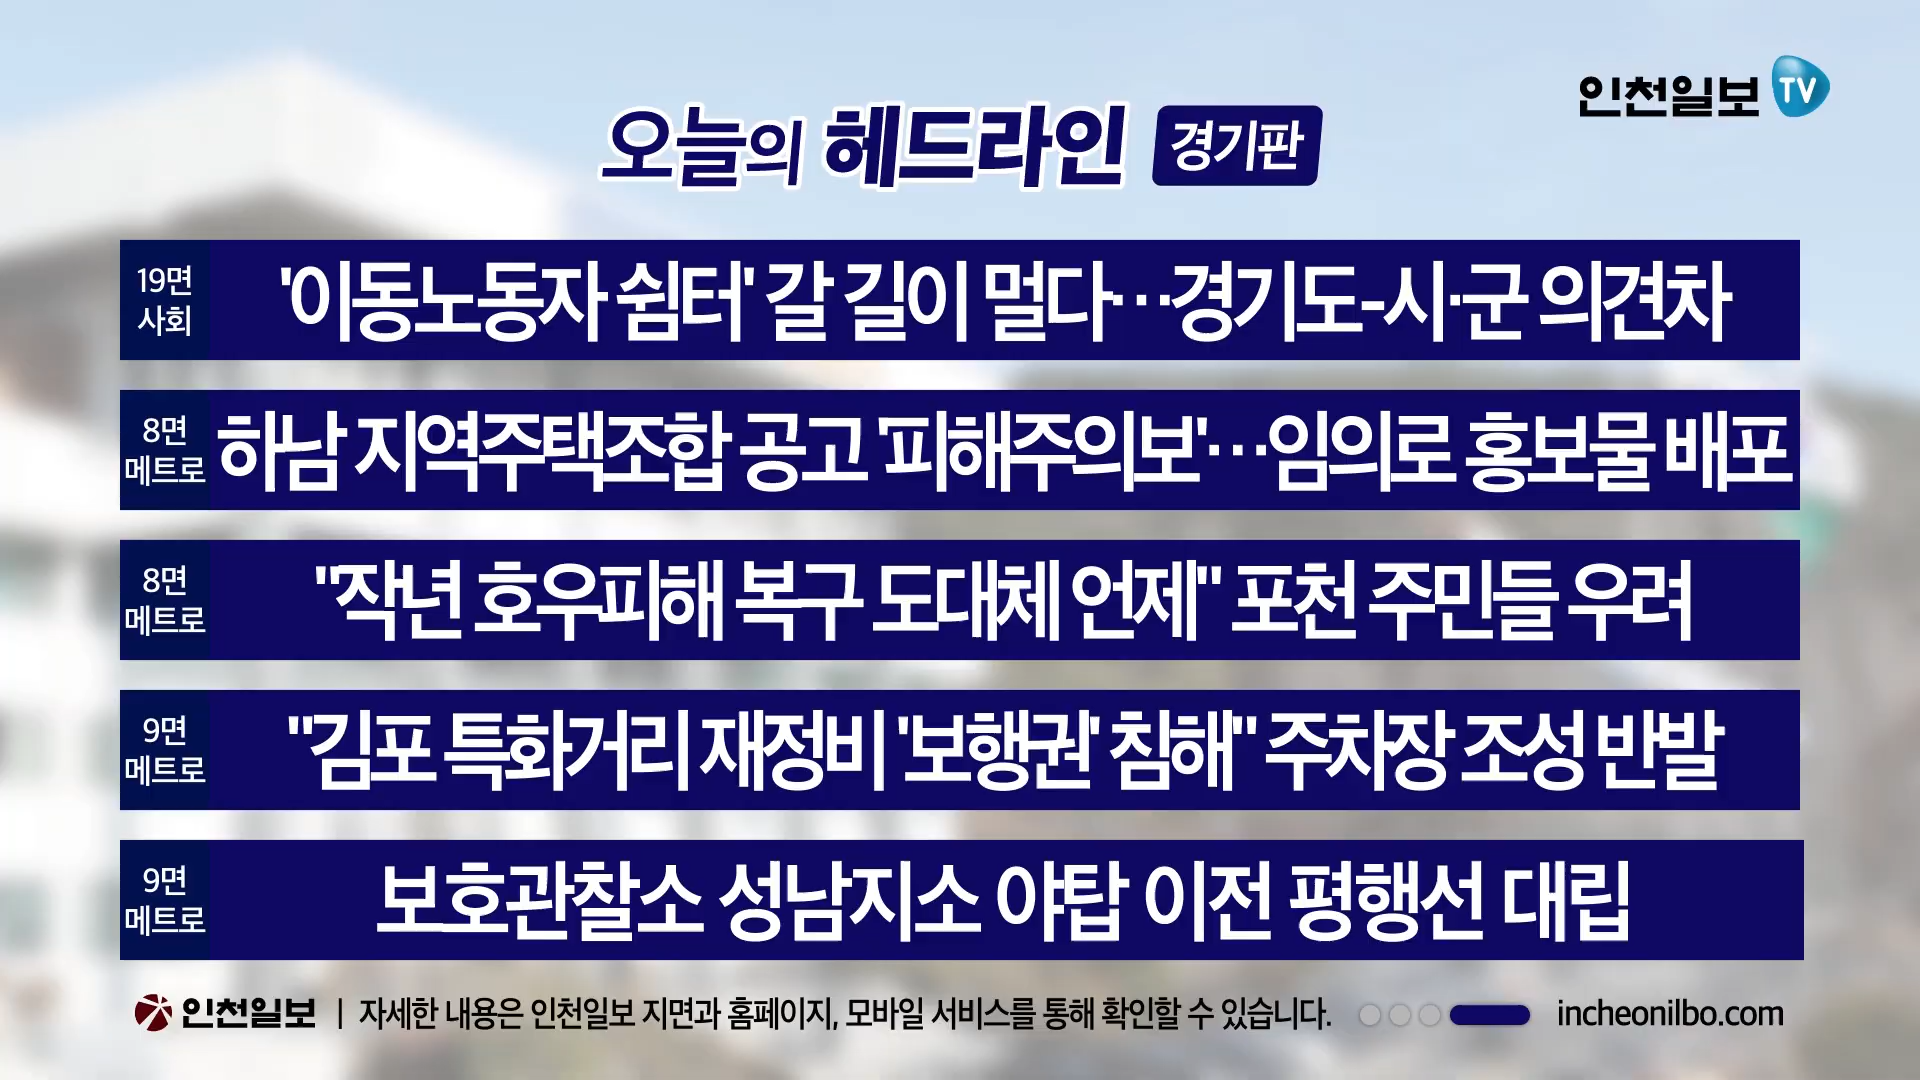 인천일보 TV
오늘의 헤드라인 경기판
19면
사회
'이동노동자 쉼터' 갈 길이 멀다…경기도-시·군 의견차
8면
메트로
하남 지역주택조합 공고 '피해주의보'…임의로 홍보물 배포
8면
메트로
"작년 호우피해 복구 도대체 언제" 포천 주민들 우려
9면
메트로
"김포 특화거리 재정비 '보행권' 침해" 주차장 조성 반발
9면
메트로
보호관찰소 성남지소 야탑 이전 평행선 대립
인천일보 | 자세한 내용은 인천일보 지면과 홈페이지, 모바일 서비스를 통해 확인할 수 있습니다. incheonilbo.com